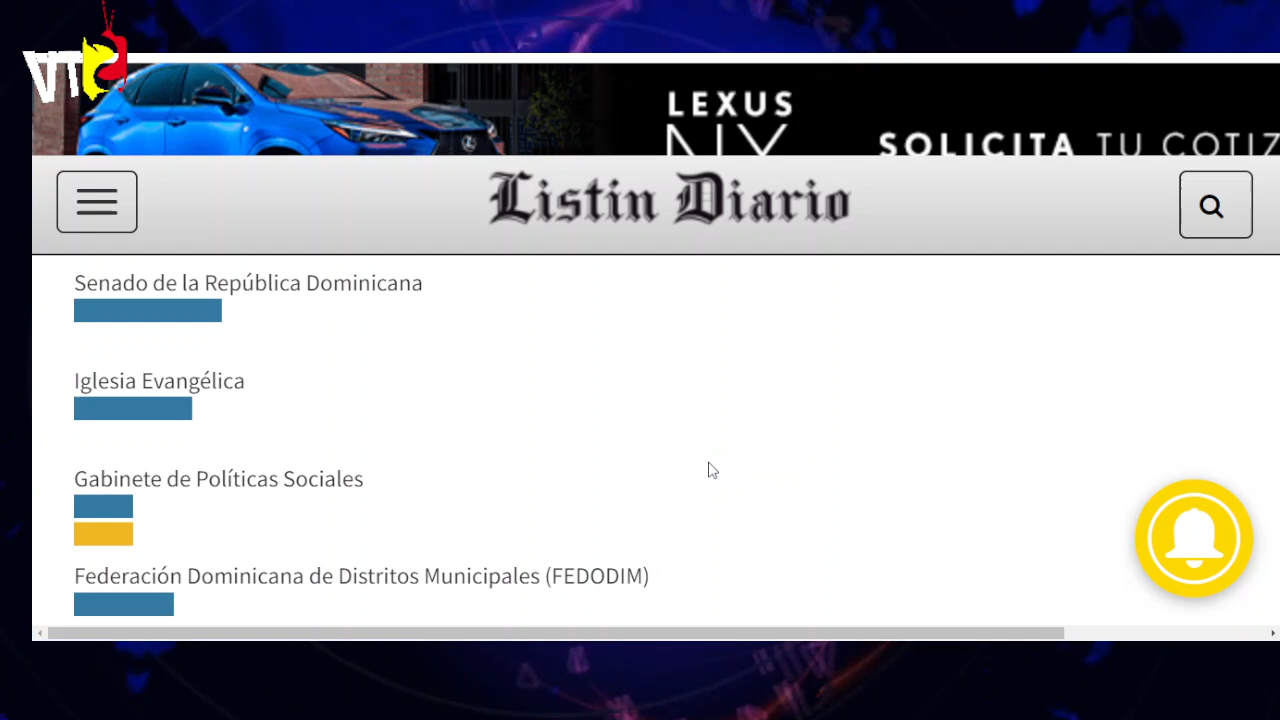 LEXUS
NX
SOLICITA TU COTIZ
Listin Diario
Senado de la República Dominicana
Iglesia Evangélica
Gabinete de Políticas Sociales
Federación Dominicana de Distritos Municipales (FEDODIM)